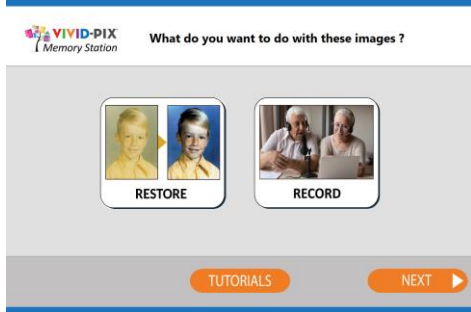 VIVID-PIX
Memory Station
What do you want to do with these images ?
RESTORE
RECORD
TUTORIALS
NEXT